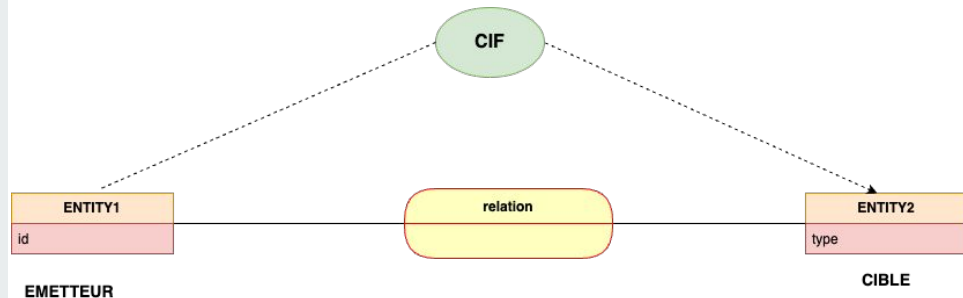 CIF
ENTITY1
relation
ENTITY2
id
type
EMETTEUR
CIBLE